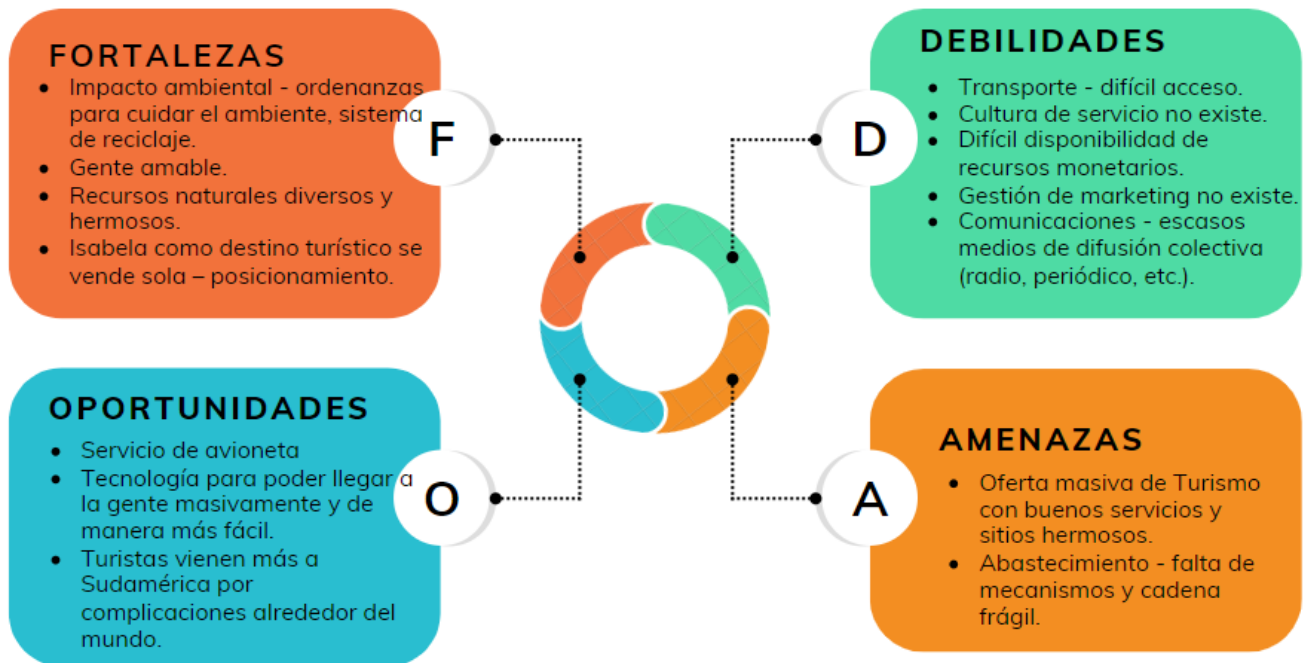 FORTALEZAS
• Impacto ambiental - ordenanzas
para cuidar el ambiente, sistema
de reciclaje.
• Gente amable.
• Recursos naturales diversos y
hermosos.
• Isabela como destino turístico se
vende sola – posicionamiento.
F
DEBILIDADES
• Transporte - difícil acceso.
• Cultura de servicio no existe.
• Difícil disponibilidad de
recursos monetarios.
• Gestión de marketing no existe.
• Comunicaciones - escasos
medios de difusión colectiva
(radio, periódico, etc.).
D
OPORTUNIDADES
• Servicio de avioneta
• Tecnología para poder llegar a
la gente masivamente y de
manera más fácil.
• Turistas vienen más a
Sudamérica por
complicaciones alrededor del
mundo.
O
AMENAZAS
• Oferta masiva de Turismo
con buenos servicios y
sitios hermosos.
• Abastecimiento - falta de
mecanismos y cadena
frágil.
A